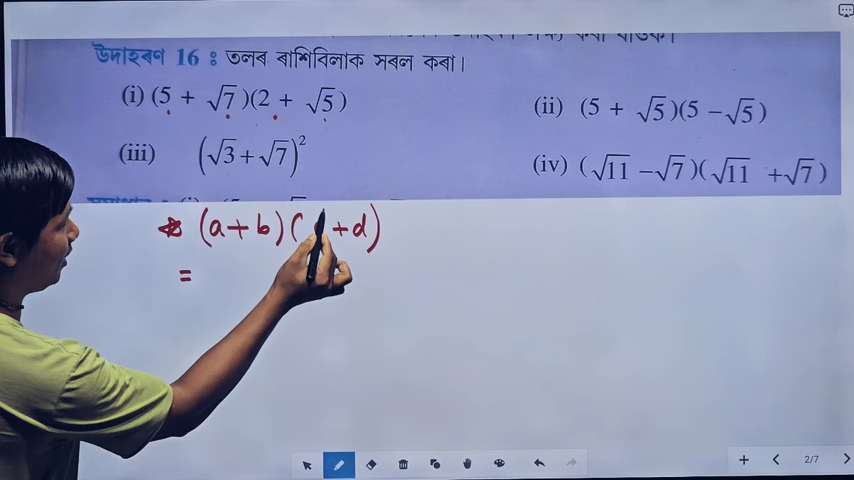 উদাহৰণ 16 : তলৰ ৰাশিবিলাক সৰল কৰা।
(i) (5 + √7)(2 + √5)
(ii) (5 + √5)(5 − √5)
(iii) (√3 + √7)²
(iv) (√11 − √7)(√11 + √7)
(a+b)( +d)
=
2/7